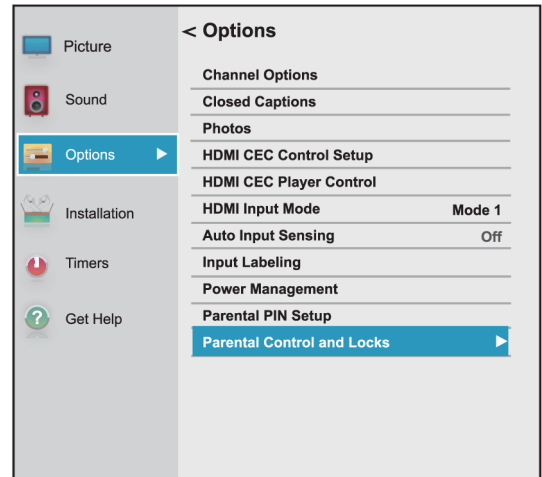 Picture
Sound
Options
Installation
Timers
Get Help
< Options
Channel Options
Closed Captions
Photos
HDMI CEC Control Setup
HDMI CEC Player Control
HDMI Input Mode Mode 1
Auto Input Sensing Off
Input Labeling
Power Management
Parental PIN Setup
Parental Control and Locks